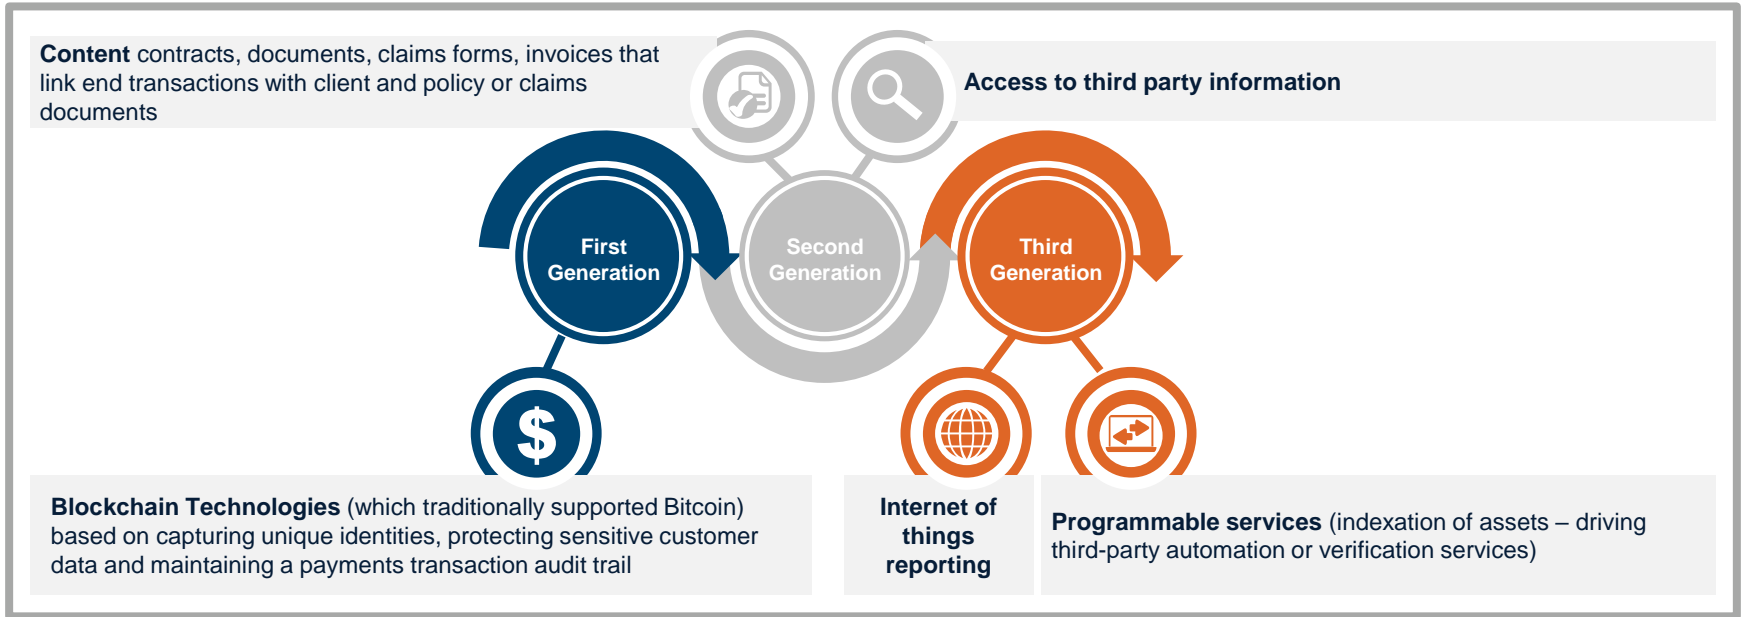 Content contracts, documents, claims forms, invoices that
link end transactions with client and policy or claims
documents
Access to third party information
First
Generation
Second
Generation
Third
Generation
$
Blockchain Technologies (which traditionally supported Bitcoin)
based on capturing unique identities, protecting sensitive customer
data and maintaining a payments transaction audit trail
Internet of
things
reporting
Programmable services (indexation of assets – driving
third-party automation or verification services)